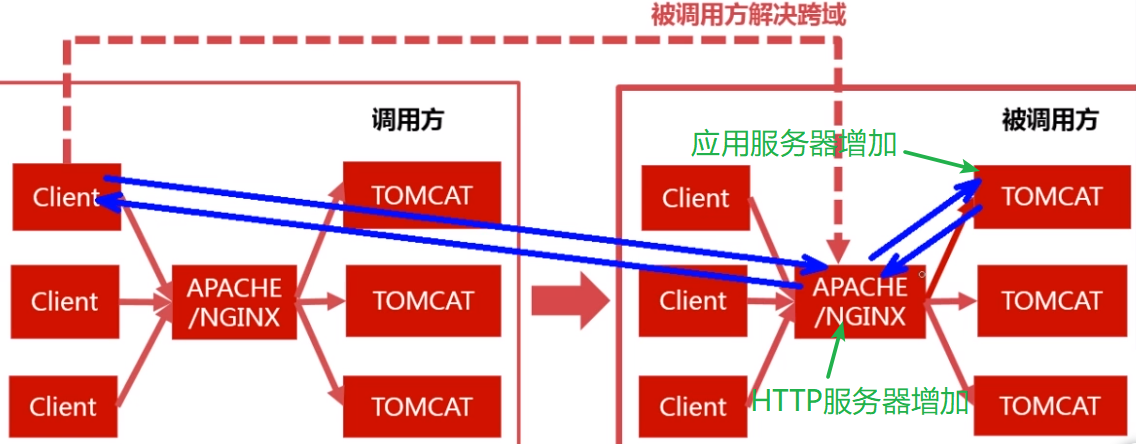 被调用方解决跨域
调用方
被调用方
应用服务器增加
Client
TOMCAT
Client
TOMCAT
Client
APACHE
/NGINX
TOMCAT
Client
APACHE
/NGINX
TOMCAT
Client
TOMCAT
Client
HTTP服务器增加
TOMCAT